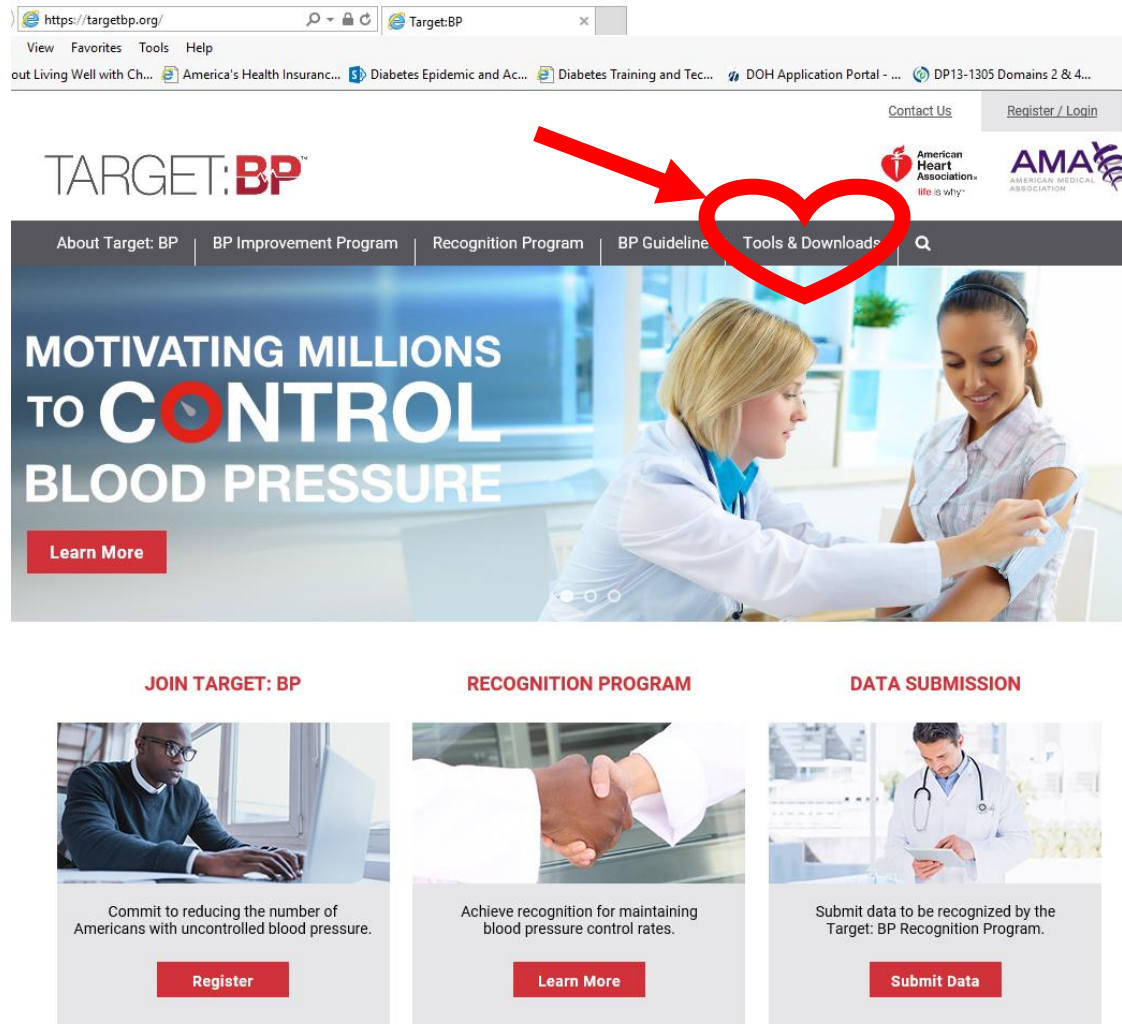 https://targetbp.org/
Target:BP
View Favorites Tools Help
out Living Well with Ch... America's Health Insuranc... Diabetes Epidemic and Ac... Diabetes Training and Tec... DOH Application Portal - ... DP13-1305 Domains 2 & 4...
Contact Us Register / Login
TARGET:BP™
American
Heart
Association®
life is why™
AMA
AMERICAN MEDICAL
ASSOCIATION
About Target: BP | BP Improvement Program | Recognition Program | BP Guideline | Tools & Downloads
MOTIVATING MILLIONS
TO CONTROL
BLOOD PRESSURE
Learn More
JOIN TARGET: BP
Commit to reducing the number of
Americans with uncontrolled blood pressure.
Register
RECOGNITION PROGRAM
Achieve recognition for maintaining
blood pressure control rates.
Learn More
DATA SUBMISSION
Submit data to be recognized by the
Target: BP Recognition Program.
Submit Data